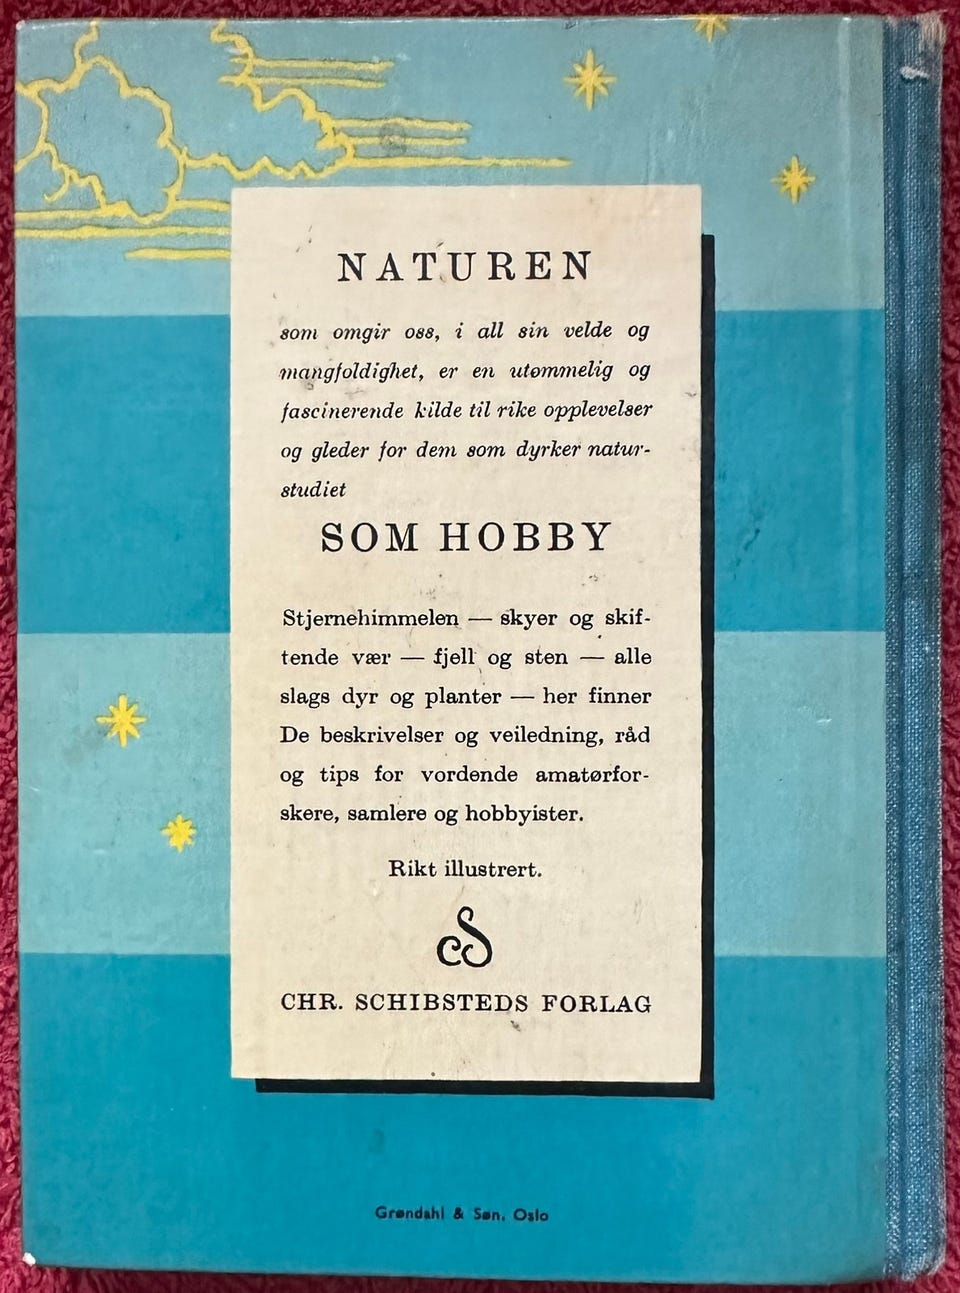 NATUREN
som omgir oss, i all sin velde og
mangfoldighet, er en utømmelig og
fascinerende kilde til rike opplevelser
og gleder for dem som dyrker natur-
studiet
SOM HOBBY
Stjernehimmelen — skyer og skif-
tende vær — fjell og sten — alle
slags dyr og planter — her finner
De beskrivelser og veiledning, råd
og tips for vordende amatørfor-
skere, samlere og hobbyister.
Rikt illustrert.
cS
CHR. SCHIBSTEDS FORLAG
Grøndahl & Søn, Oslo